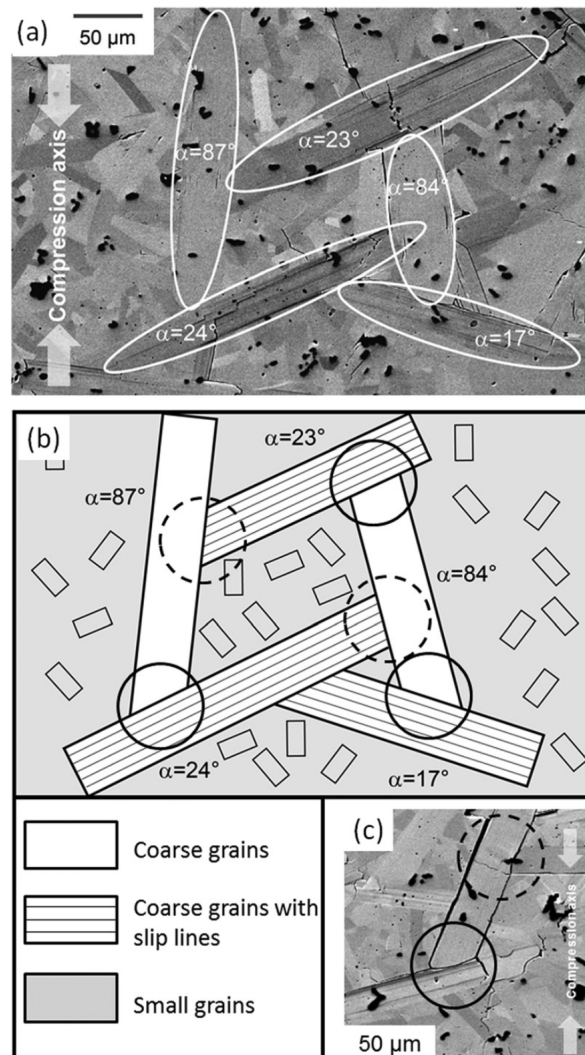 (a)
50 µm
Compression axis
α=87°
α=23°
α=84°
α=24°
α=17°
(b)
α=23°
α=87°
α=84°
α=24°
α=17°
Coarse grains
Coarse grains with
slip lines
Small grains
(c)
Compression axis
50 µm